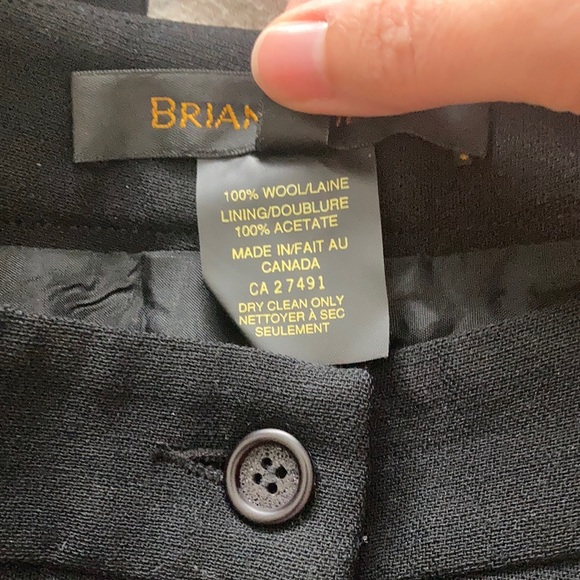 100% WOOL/LAINE
LINING/DOUBLURE
100% ACETATE
MADE IN/FAIT AU
CANADA
CA 27491
DRY CLEAN ONLY
NETTOYER À SEC
SEULEMENT